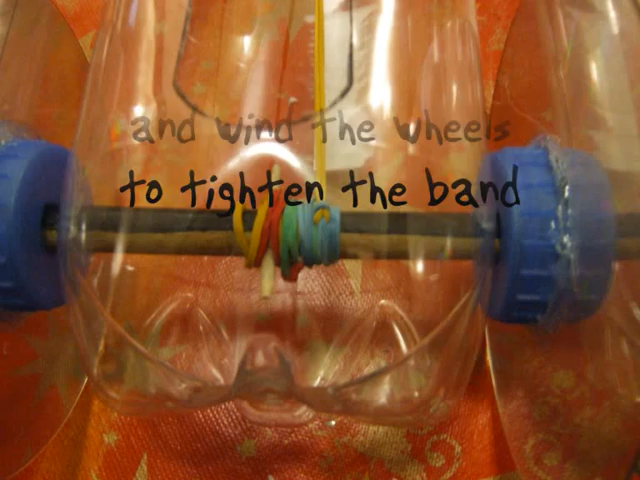 and wind the wheels
to tighten the band